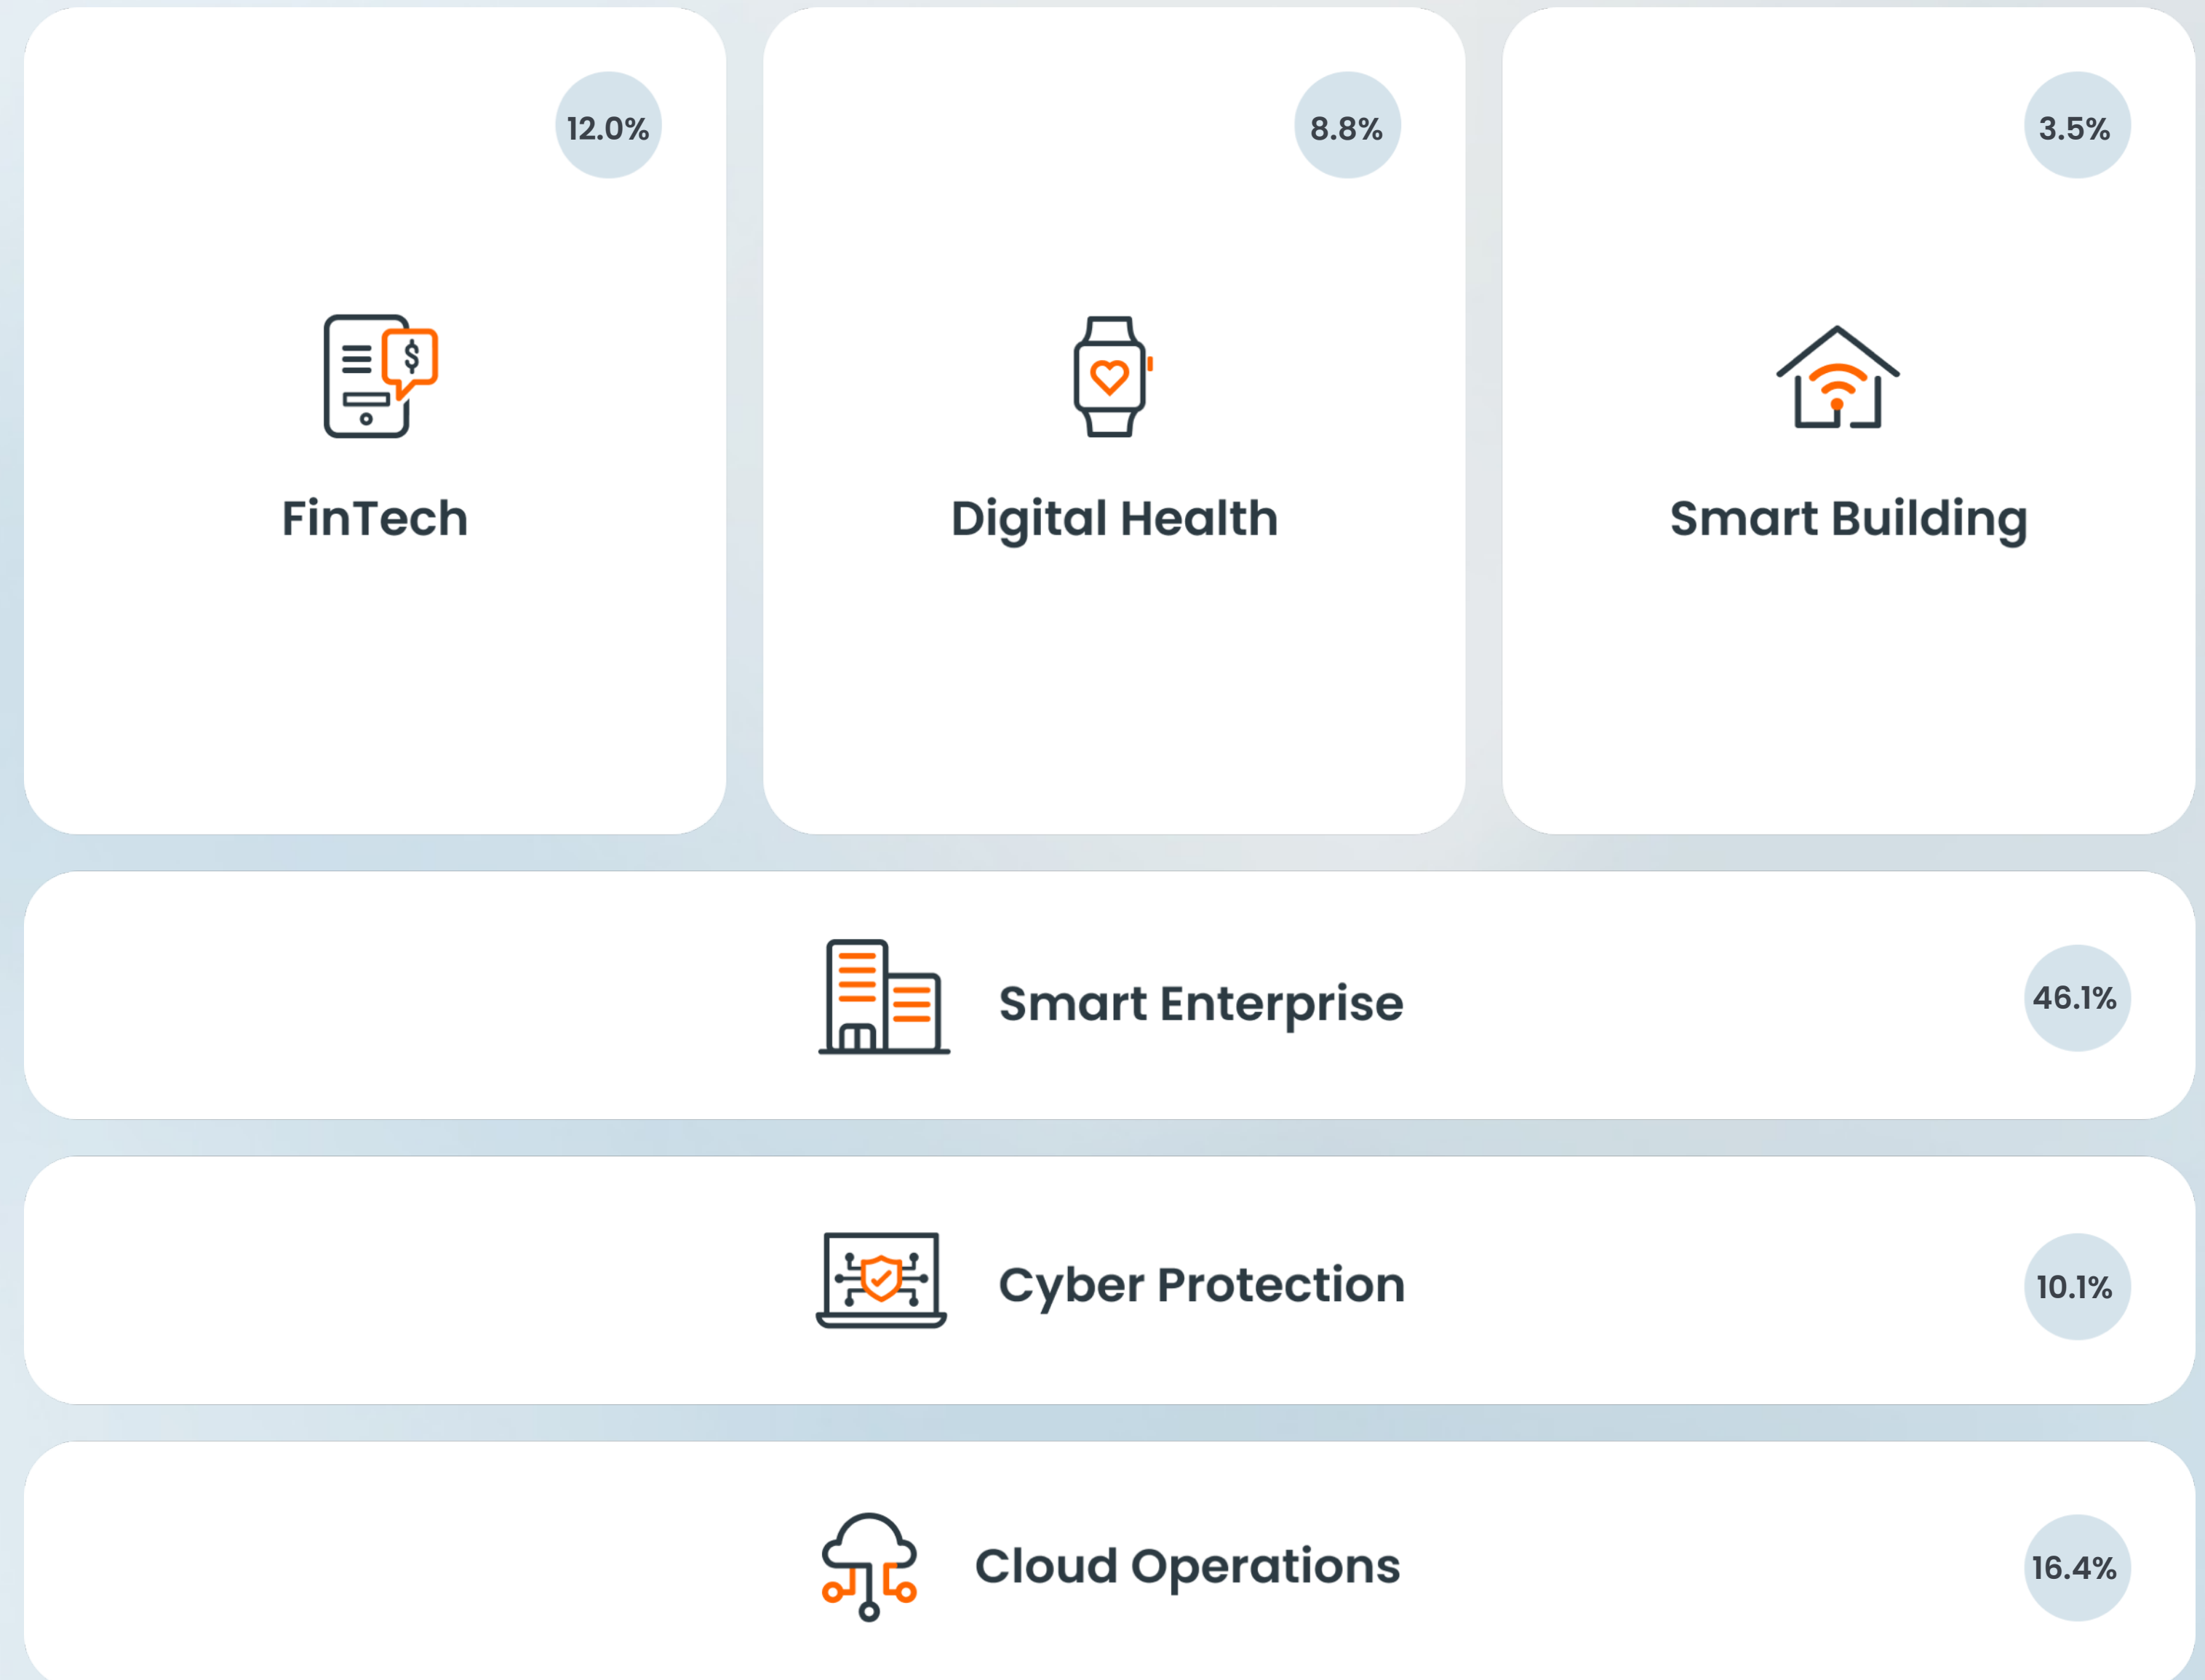 12.0%
FinTech
8.8%
Digital Health
3.5%
Smart Building
Smart Enterprise
46.1%
Cyber Protection
10.1%
Cloud Operations
16.4%